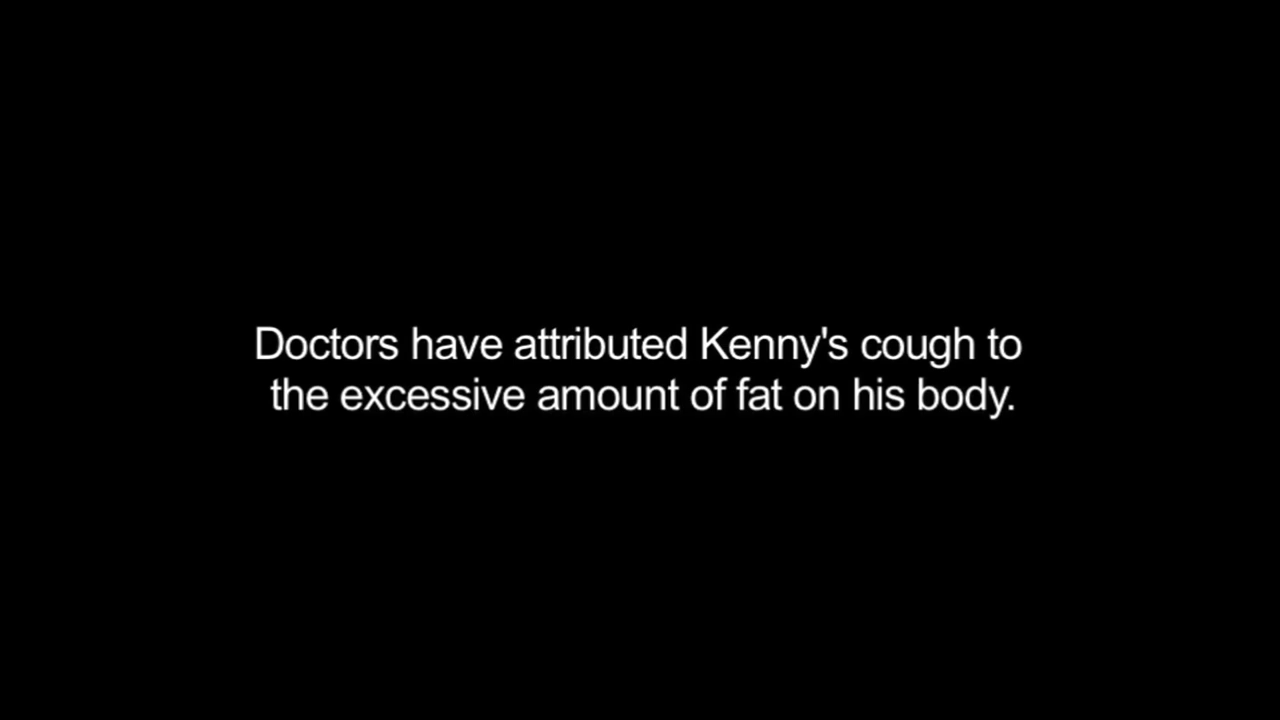 Doctors have attributed Kenny's cough to
the excessive amount of fat on his body.